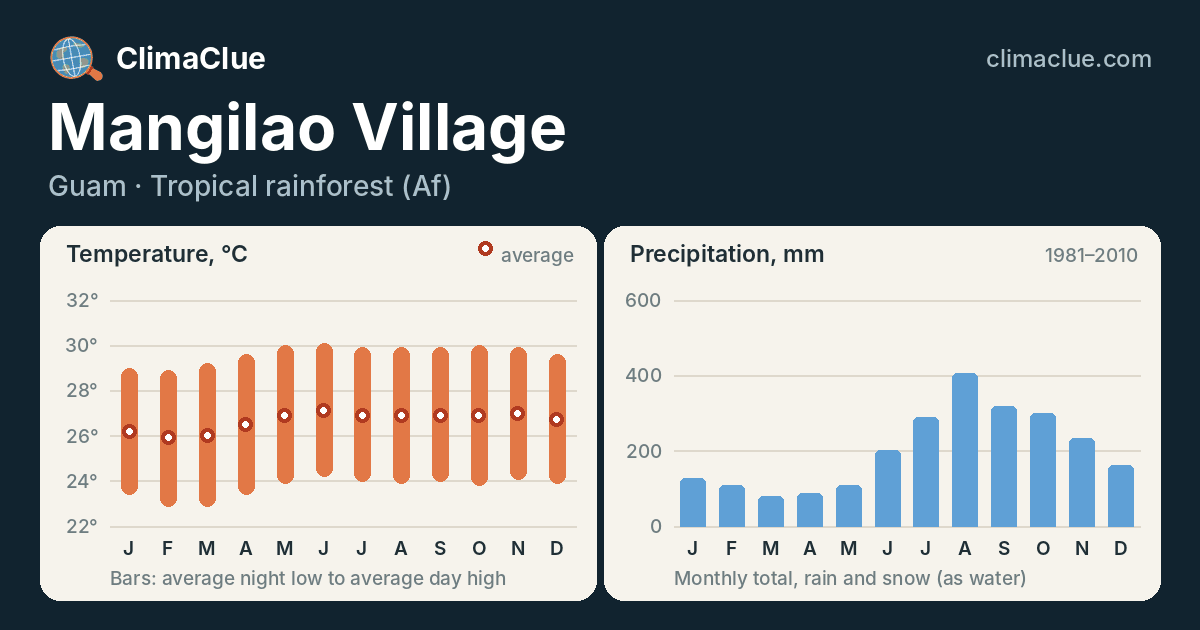 ClimaClue
climaclue.com
Mangilao Village
Guam · Tropical rainforest (Af)
Temperature, °C
average
32°
30°
28°
26°
24°
22°
J F M A M J J A S O N D
Bars: average night low to average day high
Precipitation, mm
1981–2010
600
400
200
0
J F M A M J J A S O N D
Monthly total, rain and snow (as water)